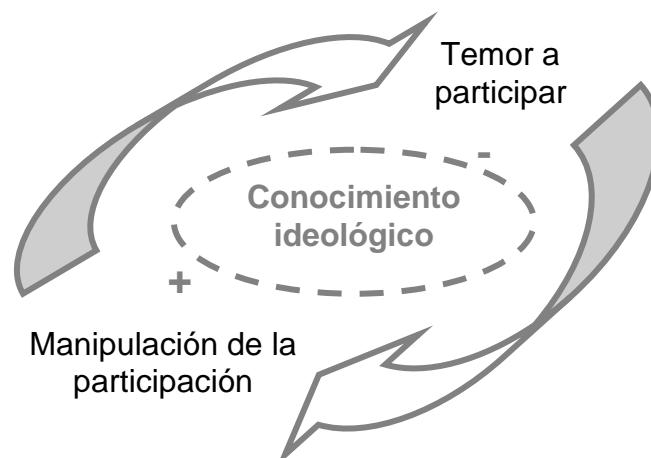 Temor a
participar
-
Conocimiento
ideológico
+
Manipulación de la
participación